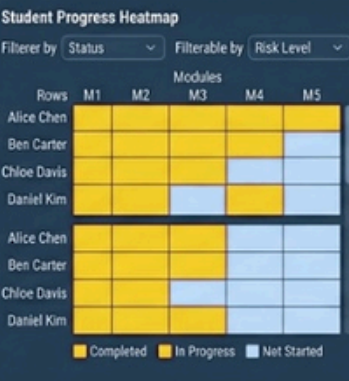 Student Progress Heatmap
Filterer by Status Filterable by Risk Level
Modules
Rows M1 M2 M3 M4 M5
Alice Chen
Ben Carter
Chloe Davis
Daniel Kim
Alice Chen
Ben Carter
Chloe Davis
Daniel Kim
Completed In Progress Net Started